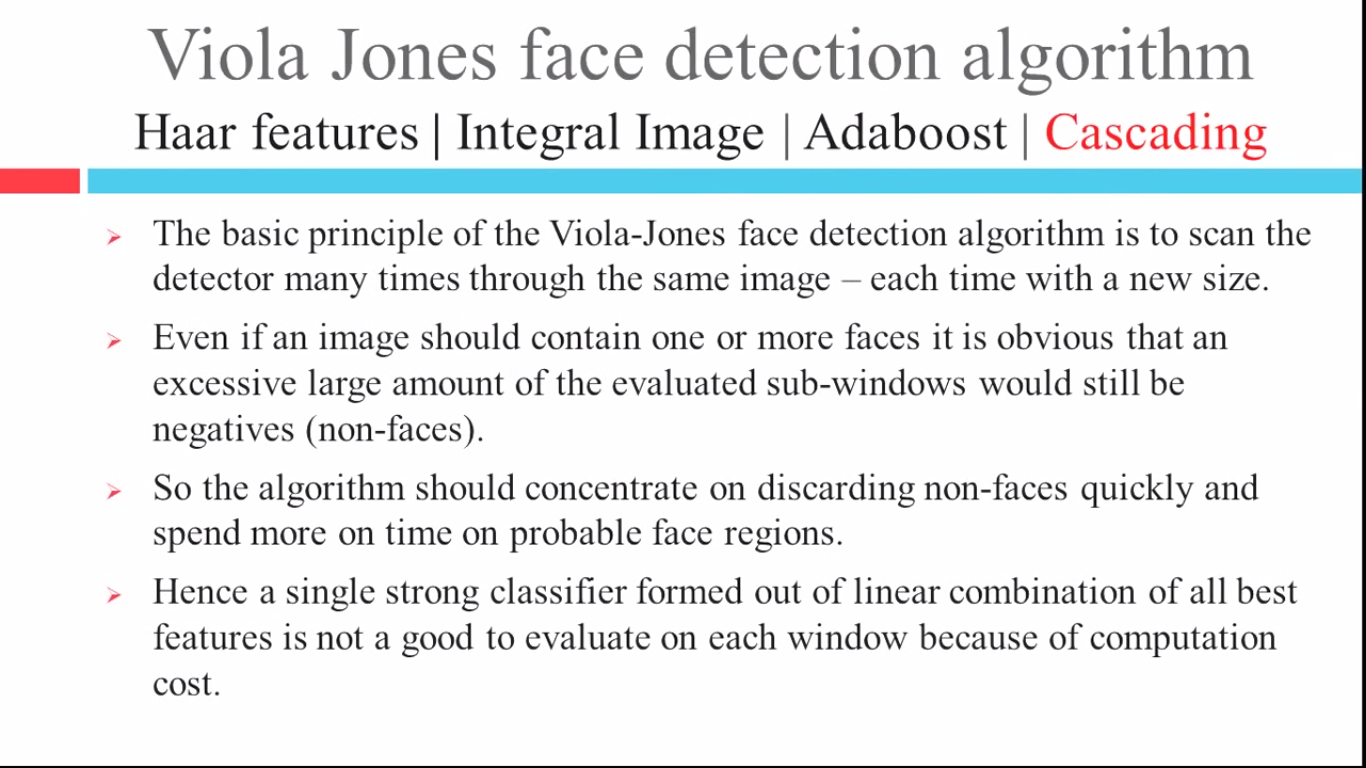 Viola Jones face detection algorithm
Haar features | Integral Image | Adaboost | Cascading
The basic principle of the Viola-Jones face detection algorithm is to scan the
detector many times through the same image – each time with a new size.
Even if an image should contain one or more faces it is obvious that an
excessive large amount of the evaluated sub-windows would still be
negatives (non-faces).
So the algorithm should concentrate on discarding non-faces quickly and
spend more on time on probable face regions.
Hence a single strong classifier formed out of linear combination of all best
features is not a good to evaluate on each window because of computation
cost.